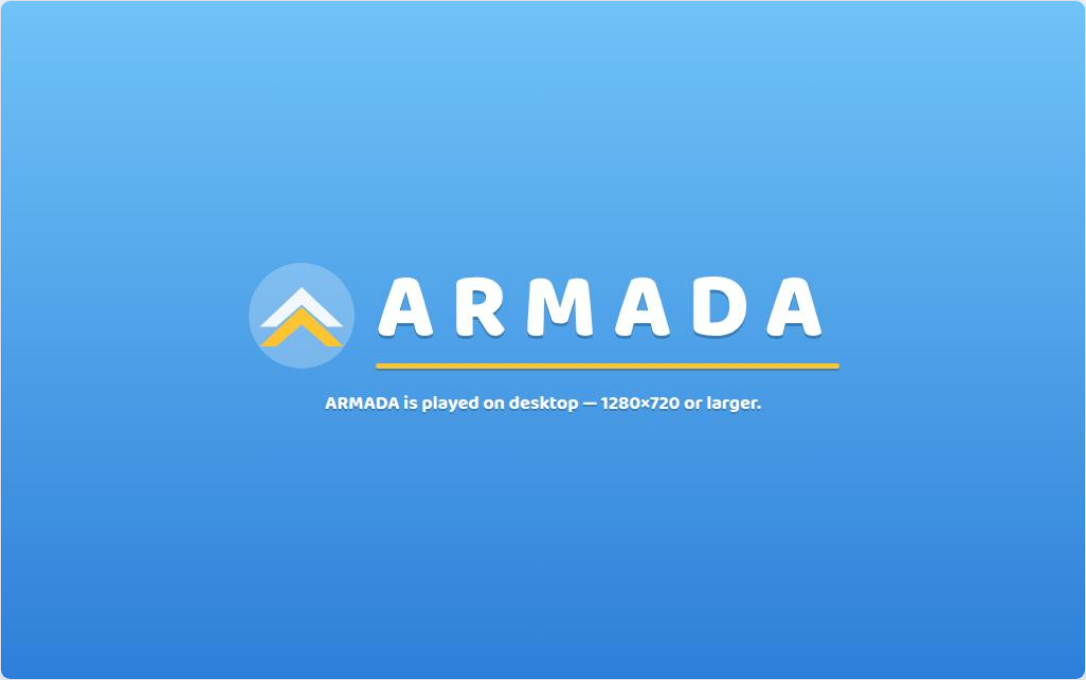 ARMADA
ARMADA is played on desktop — 1280×720 or larger.